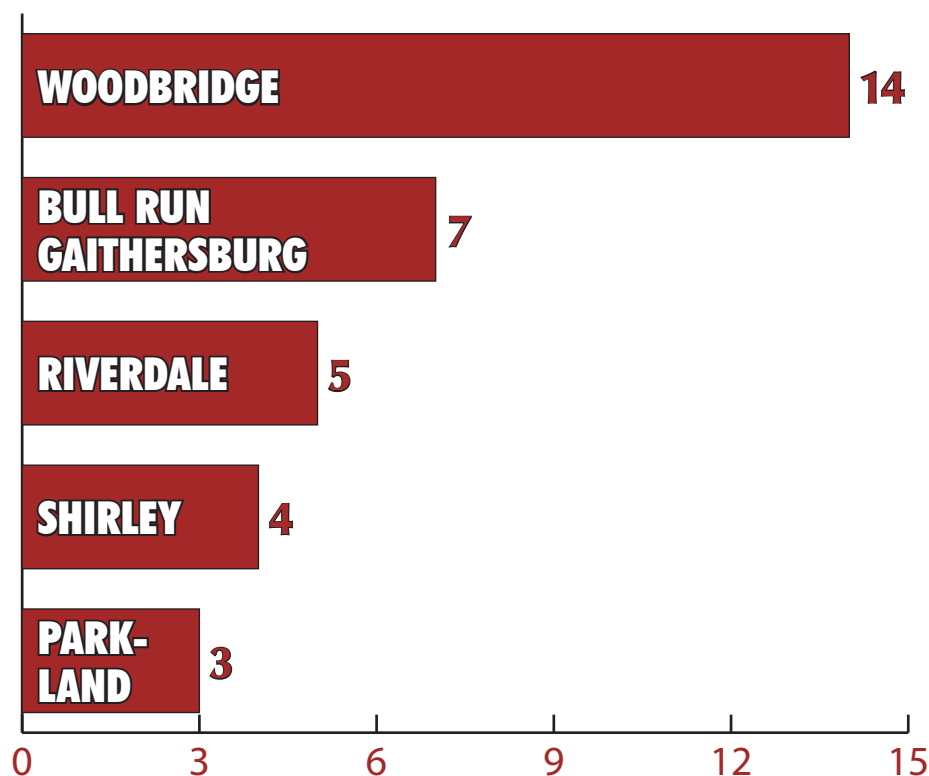 WOODBRIDGE
14
BULL RUN
GAITHERSBURG
7
RIVERDALE
5
SHIRLEY
4
PARK-
LAND
3
0 3 6 9 12 15